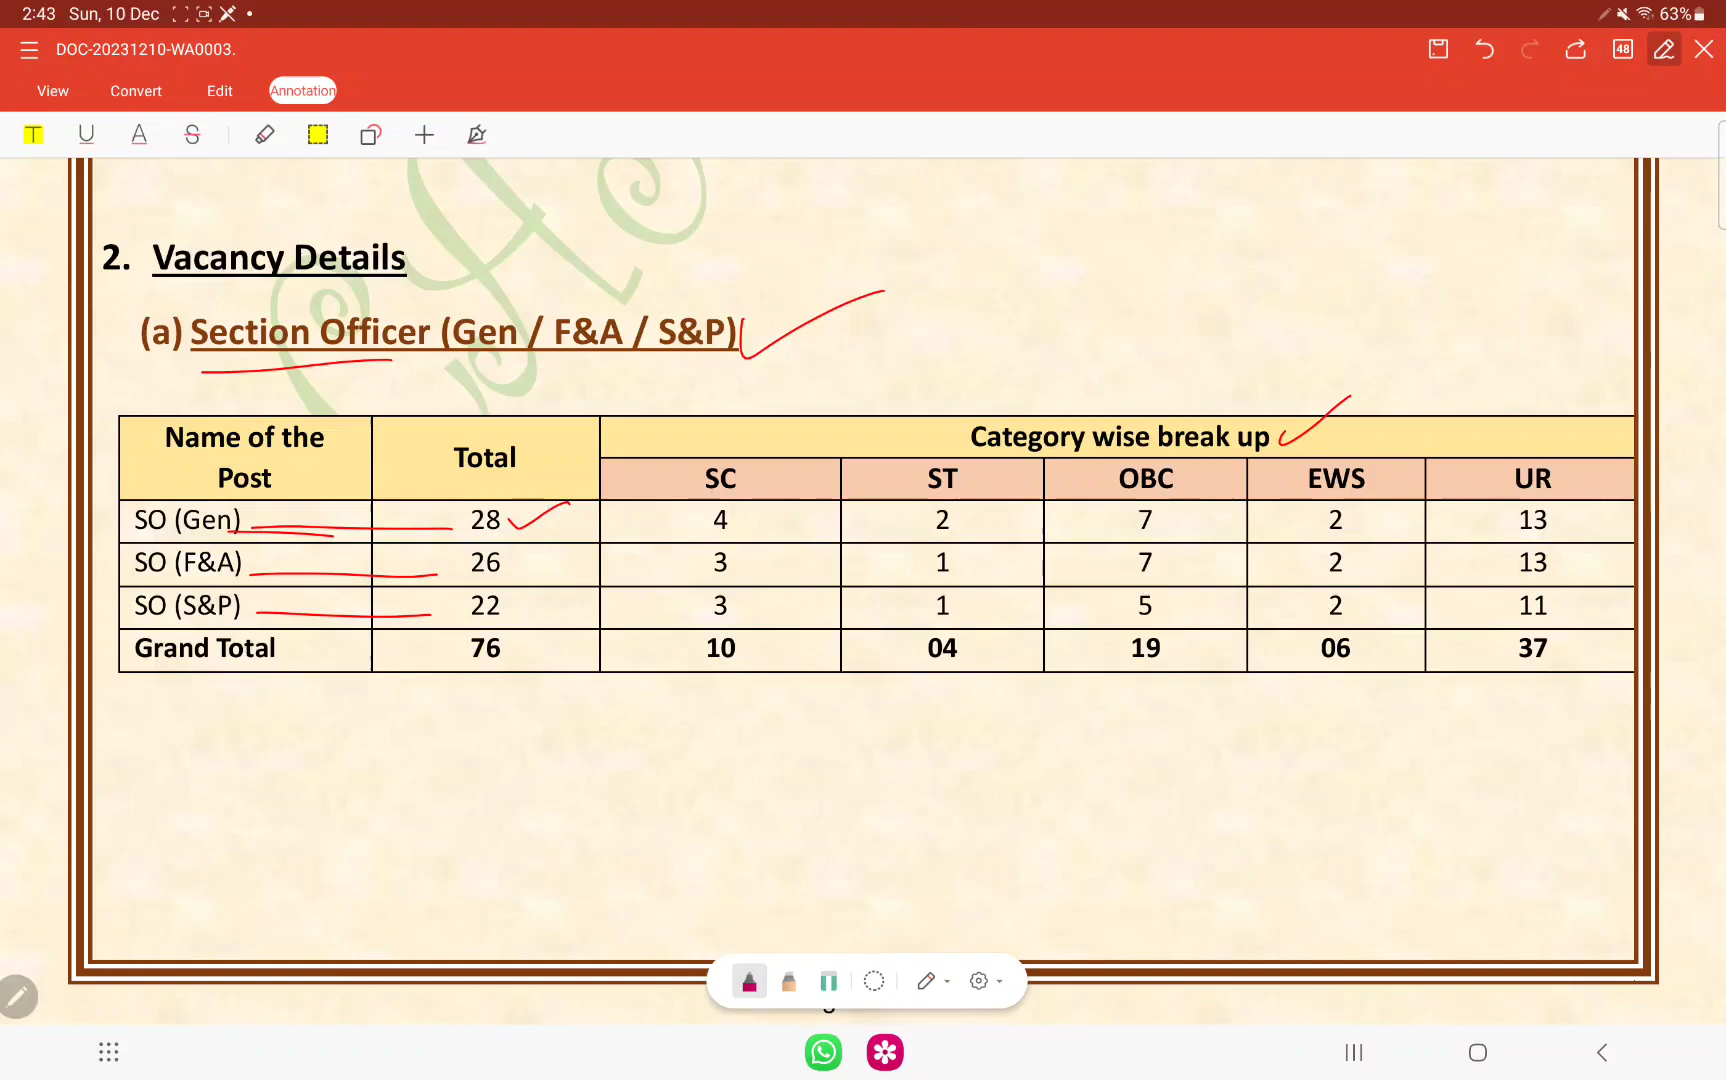 2:43 Sun, 10 Dec
63%
DOC-20231210-WA0003.
48
View Convert Edit Annotation
T U A S
2. Vacancy Details
(a) Section Officer (Gen / F&A / S&P)
Name of the Post Total Category wise break up
SC ST OBC EWS UR
SO (Gen) 28 4 2 7 2 13
SO (F&A) 26 3 1 7 2 13
SO (S&P) 22 3 1 5 2 11
Grand Total 76 10 04 19 06 37